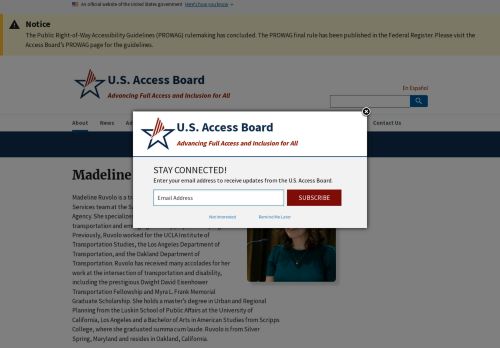 An official website of the United States government Here's how you know
Notice
The Public Right-of-Way Accessibility Guidelines (PROWAG) rulemaking has concluded. The PROWAG final rule has been published in the Federal Register. Please visit the
Access Board's PROWAG page for the guidelines.
U.S. Access Board
Advancing Full Access and Inclusion for All
En Español
About News Contact Us
U.S. Access Board
Advancing Full Access and Inclusion for All
STAY CONNECTED!
Enter your email address to receive updates from the U.S. Access Board.
Email Address SUBSCRIBE
Not Interested Remind Me Later
Madeline
Madeline Ruvolo is a
Services team at the
Agency. She specializes
transportation and
Previously, Ruvolo worked for the UCLA Institute of
Transportation Studies, the Los Angeles Department of
Transportation, and the Oakland Department of
Transportation. Ruvolo has received many accolades for her
work at the intersection of transportation and disability,
including the prestigious Dwight David Eisenhower
Transportation Fellowship and Myra L. Frank Memorial
Graduate Scholarship. She holds a master's degree in Urban and Regional
Planning from the Luskin School of Public Affairs at the University of
California, Los Angeles and a Bachelor of Arts in American Studies from Scripps
College, where she graduated summa cum laude. Ruvolo is from Silver
Spring, Maryland and resides in Oakland, California.